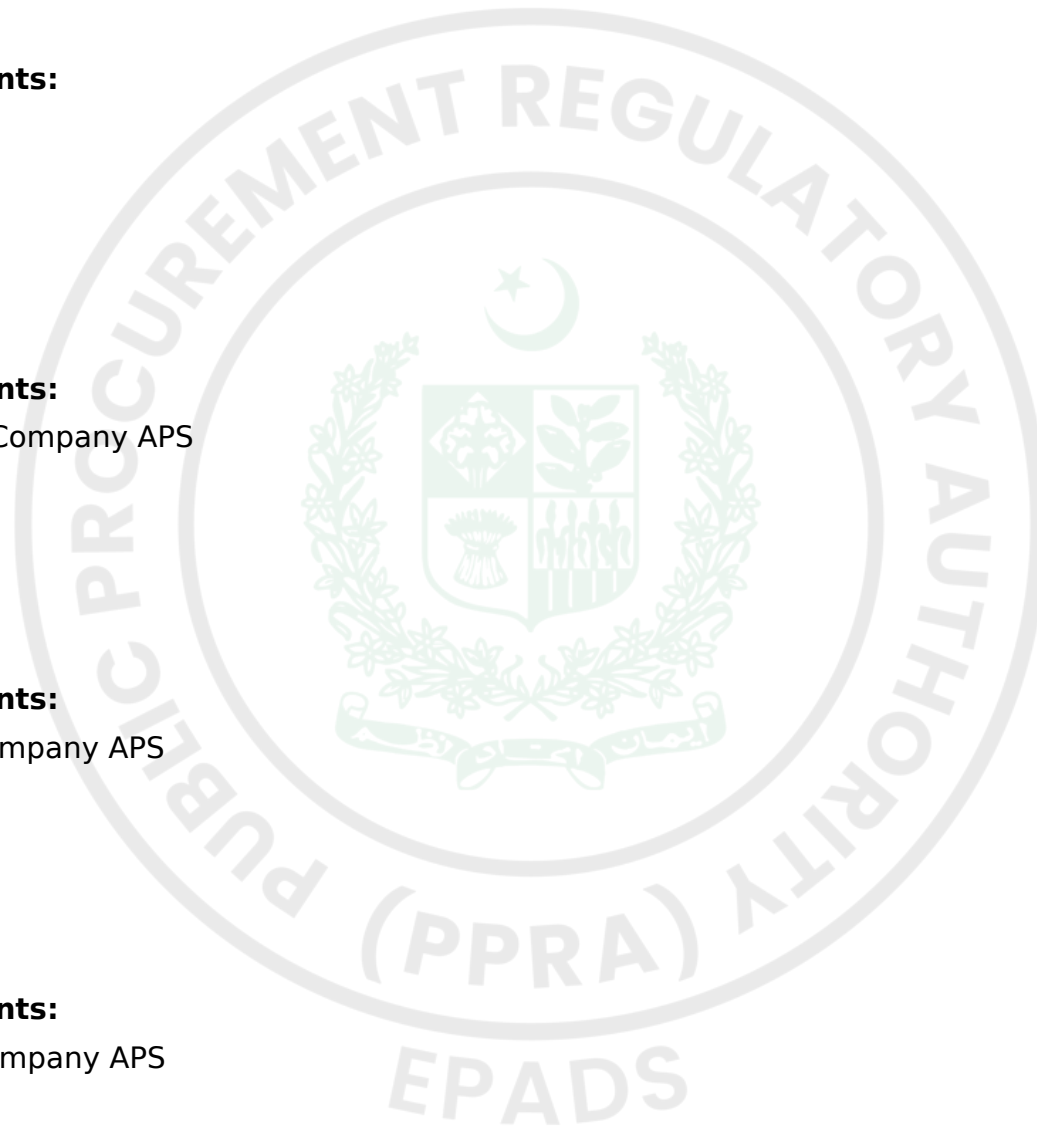 nts:
nts:
Company APS
nts:
mpany APS
nts:
mpany APS
PUBLIC PROCUREMENT REGULATORY AUTHORITY
(PPRA)
EPADS